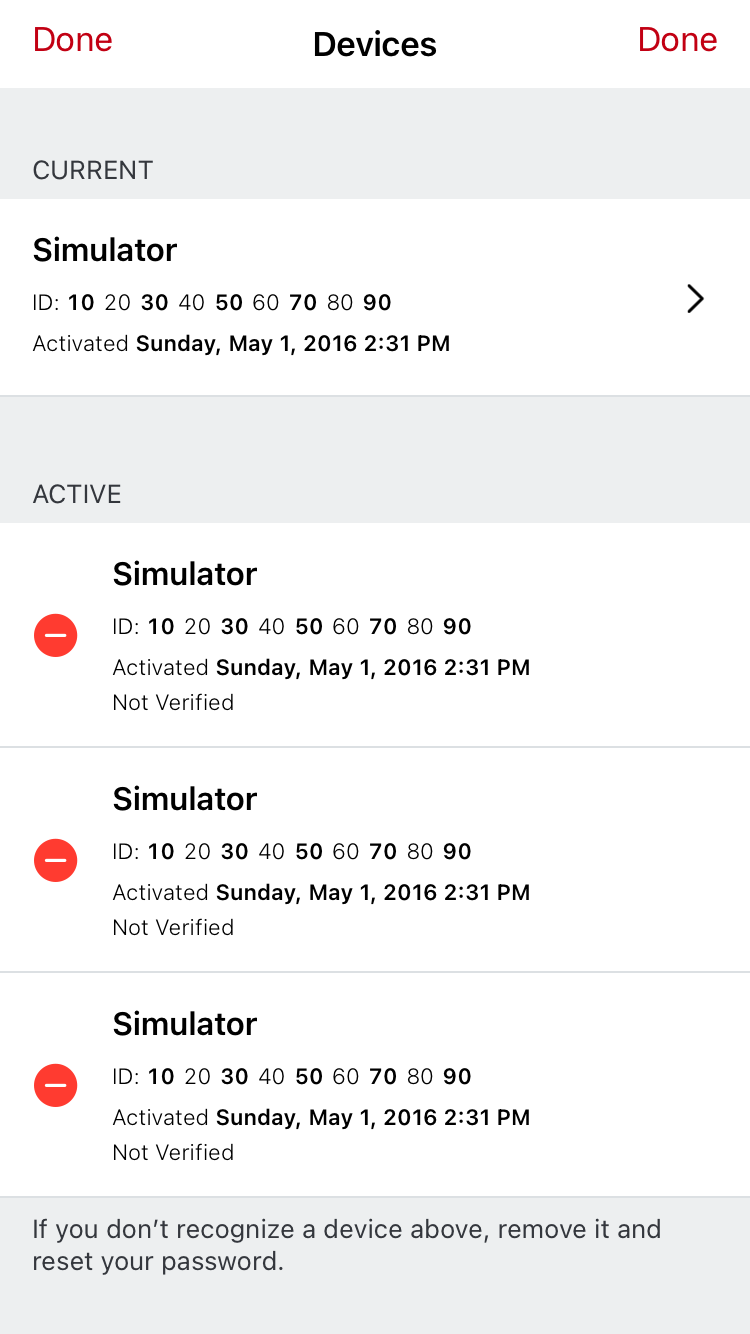 Done Devices Done
CURRENT
Simulator
ID: 10 20 30 40 50 60 70 80 90
Activated Sunday, May 1, 2016 2:31 PM
ACTIVE
Simulator
ID: 10 20 30 40 50 60 70 80 90
Activated Sunday, May 1, 2016 2:31 PM
Not Verified
Simulator
ID: 10 20 30 40 50 60 70 80 90
Activated Sunday, May 1, 2016 2:31 PM
Not Verified
Simulator
ID: 10 20 30 40 50 60 70 80 90
Activated Sunday, May 1, 2016 2:31 PM
Not Verified
If you don’t recognize a device above, remove it and
reset your password.